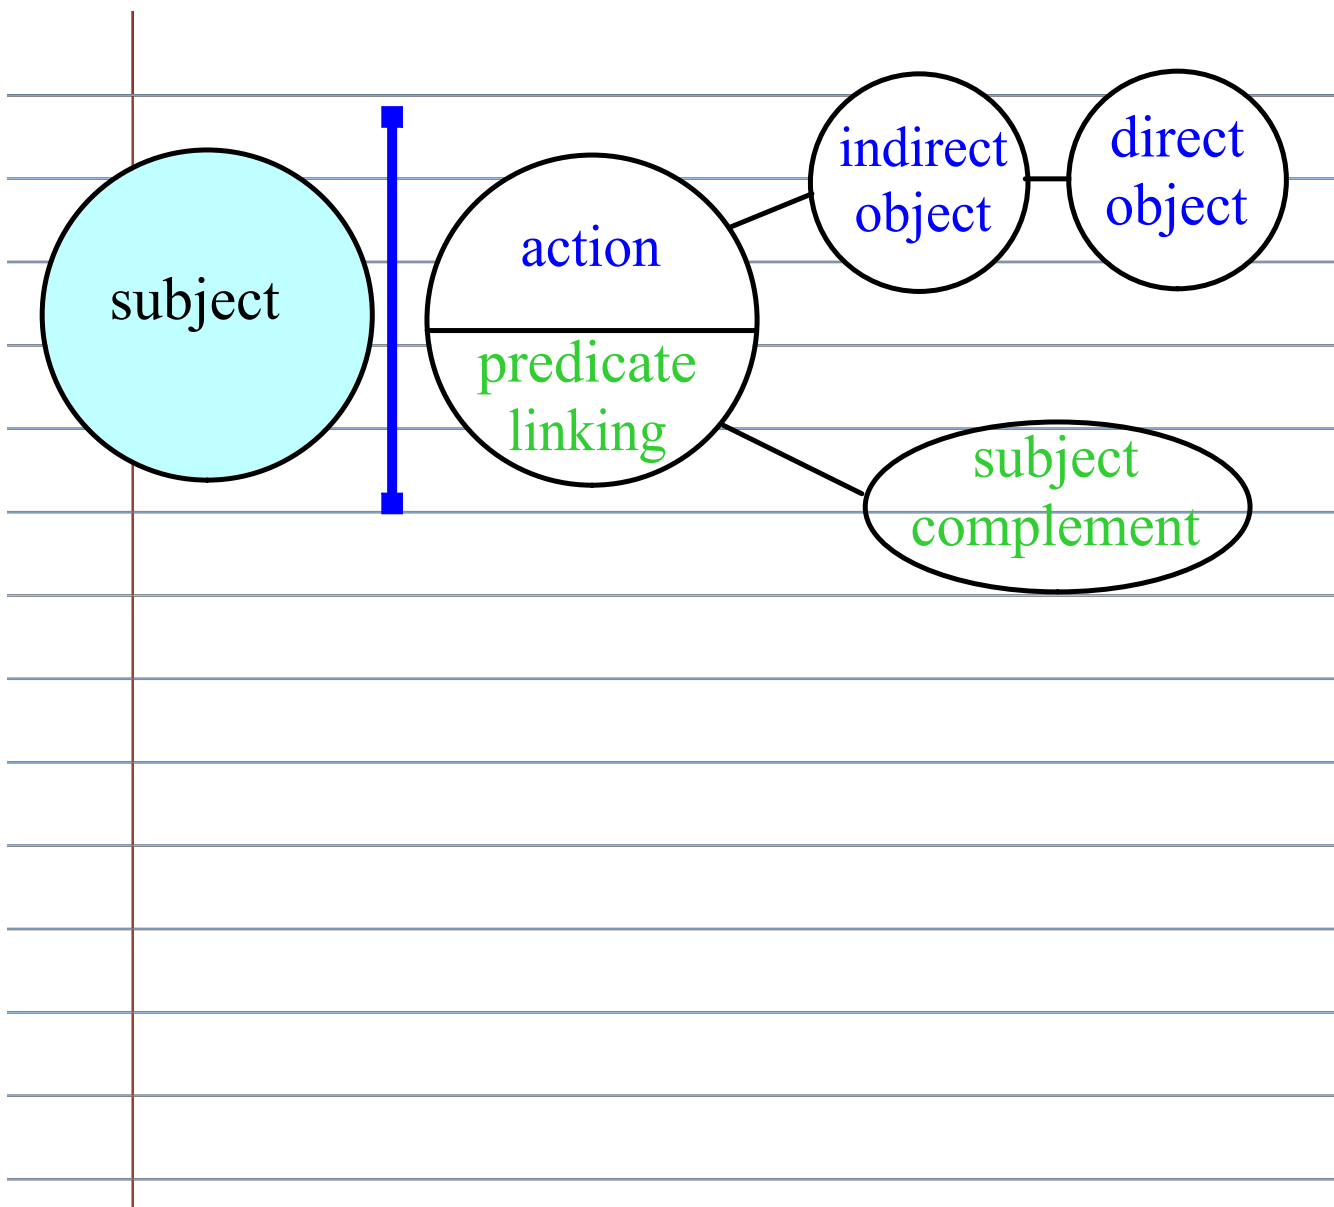 subject
action
predicate
linking
indirect
object
direct
object
subject
complement